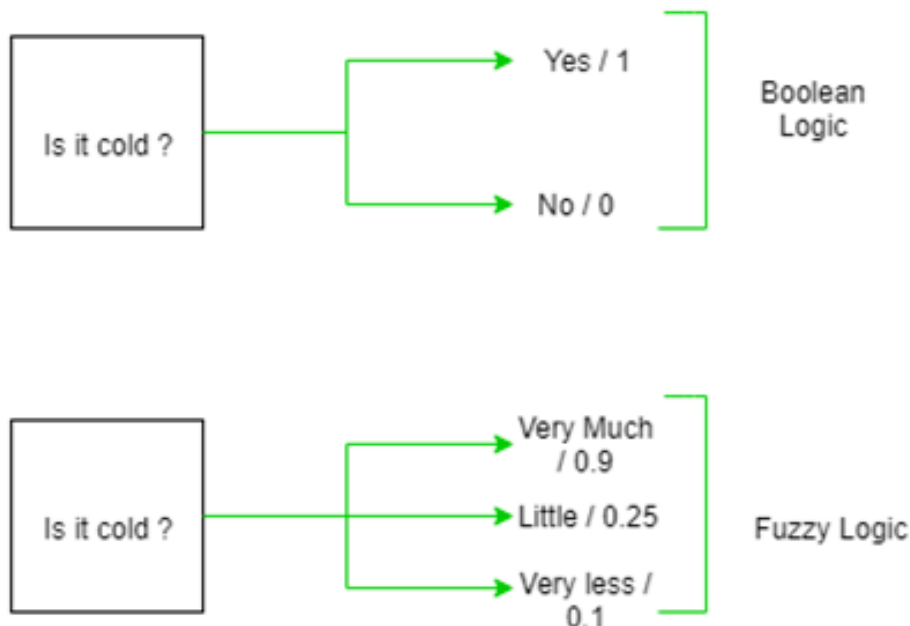 Is it cold ?
Yes / 1
No / 0
Boolean
Logic
Is it cold ?
Very Much
/ 0.9
Little / 0.25
Very less /
0.1
Fuzzy Logic